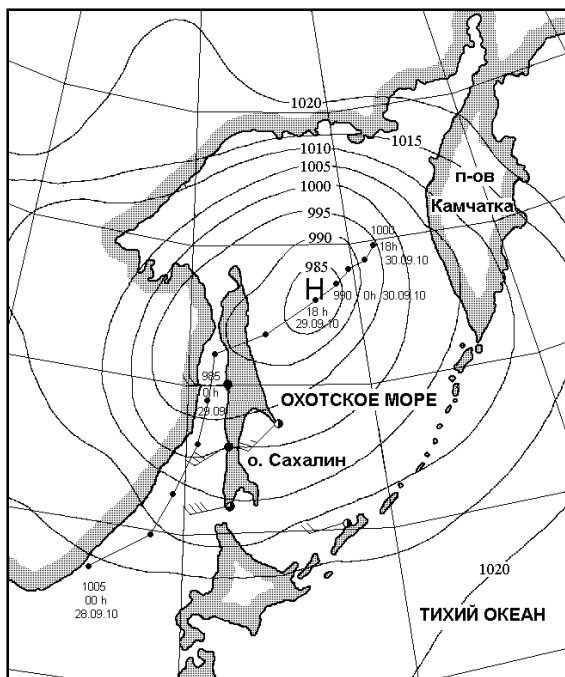 1020
1015
1010
1005
1000
995
990
985
п-ов
Камчатка
1000
18h
30.09.10
Н
990 0h 30.09.10
18 h
29.09.10
985
0 h
29.09
ОХОТСКОЕ МОРЕ
о. Сахалин
1020
1005
00 h
28.09.10
ТИХИЙ ОКЕАН